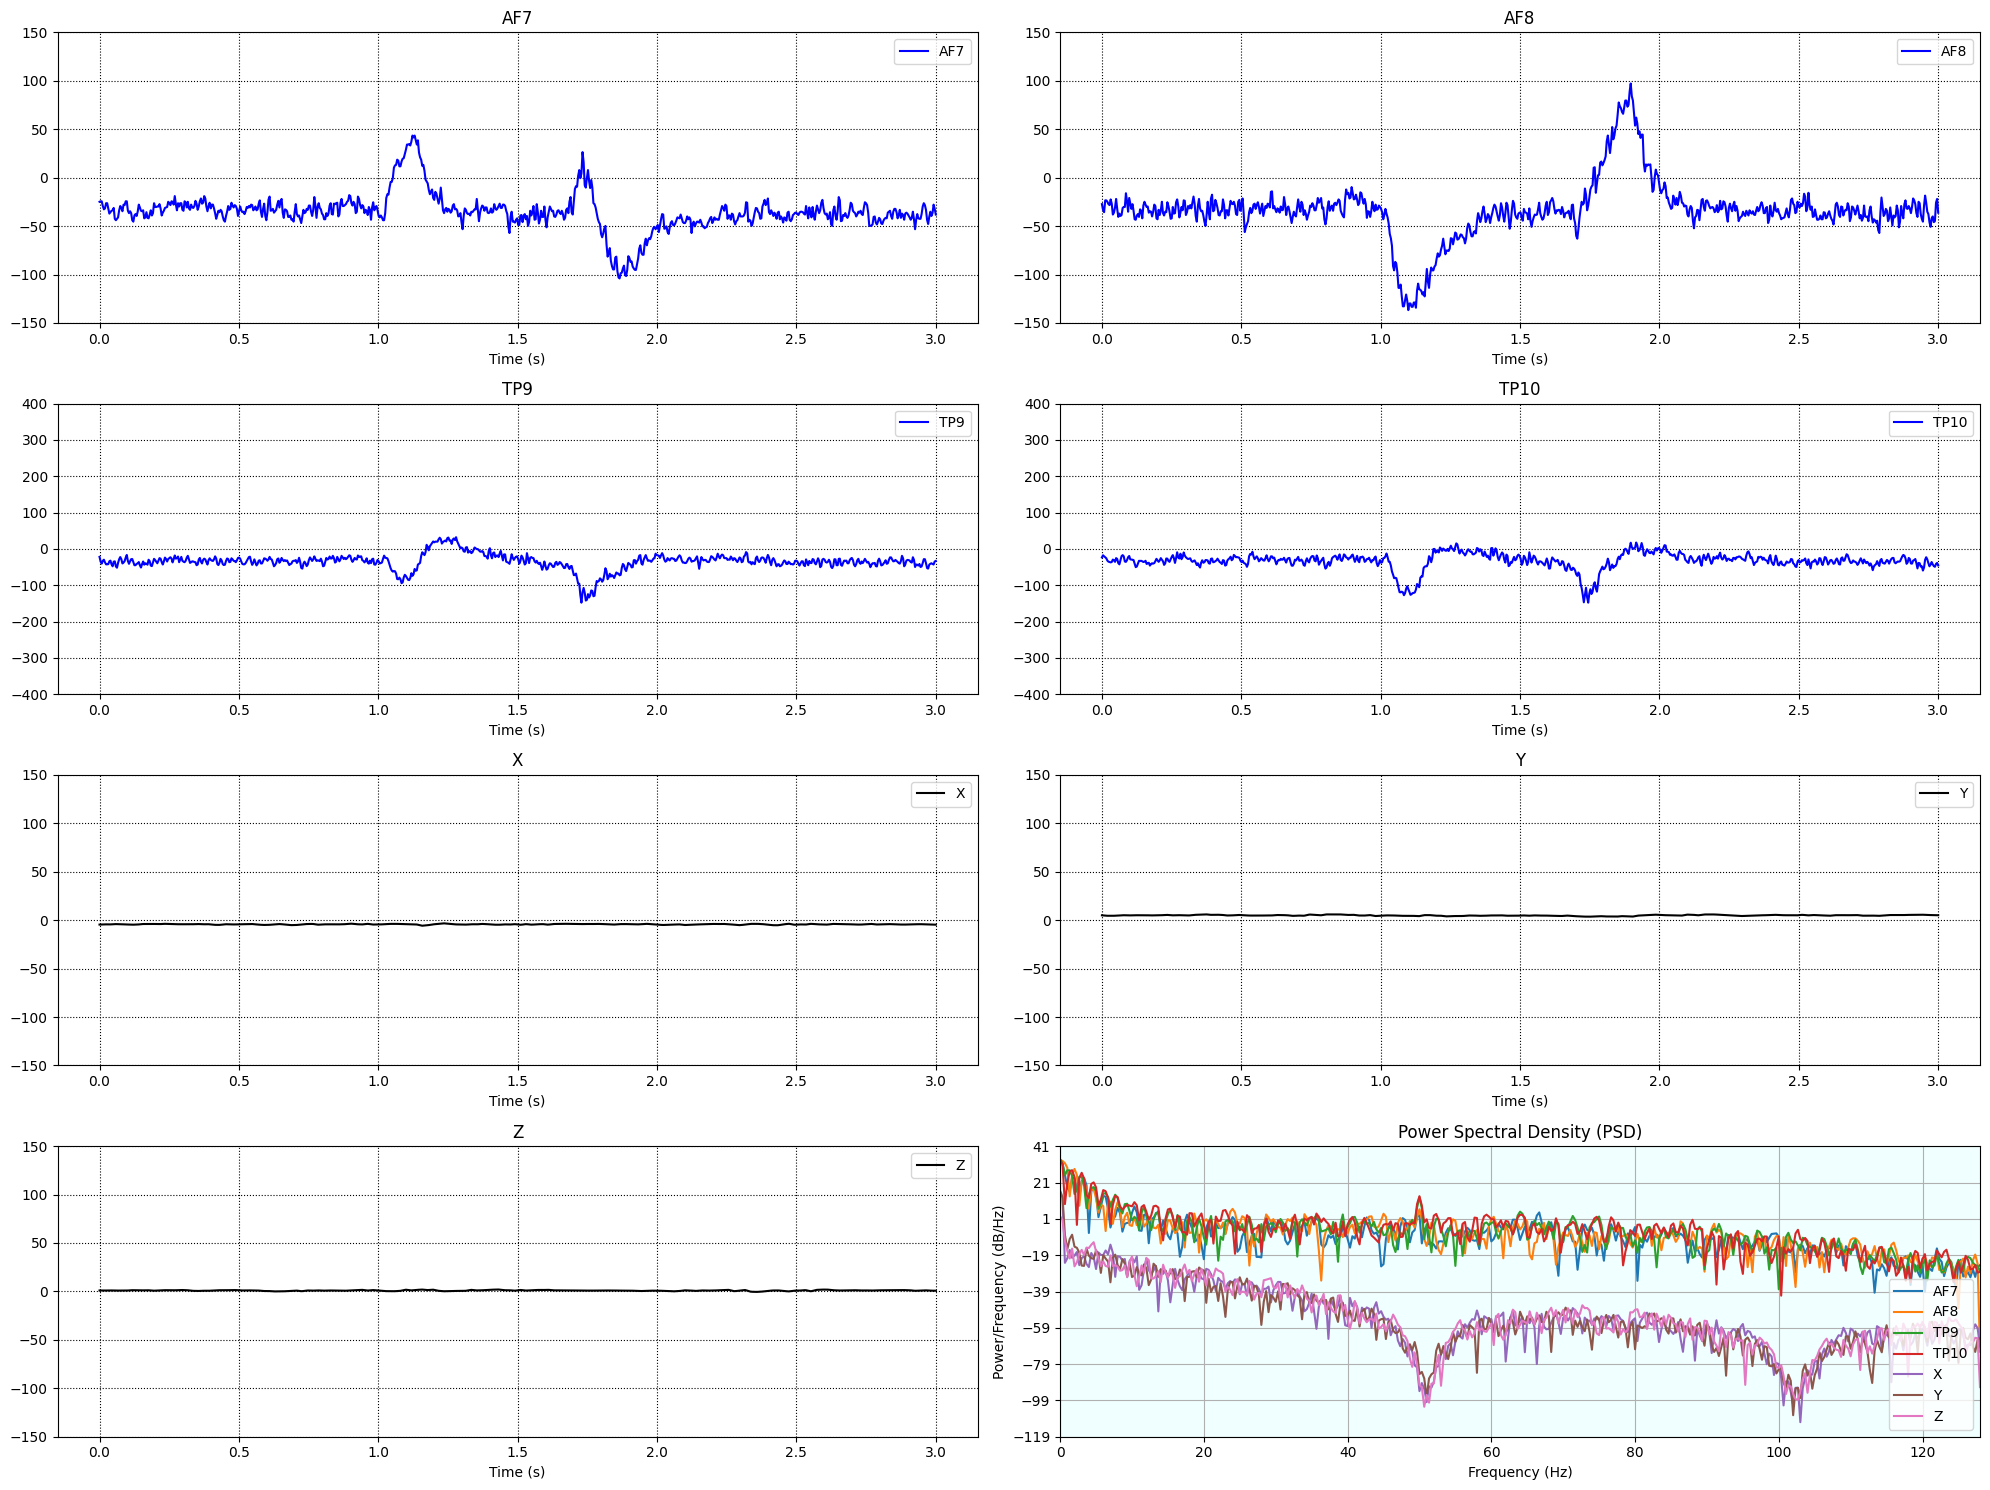 AF7
150
100
50
0
−50
−100
−150
AF7
0.0 0.5 1.0 1.5 2.0 2.5 3.0
Time (s)
AF8
150
100
50
0
−50
−100
−150
AF8
0.0 0.5 1.0 1.5 2.0 2.5 3.0
Time (s)
TP9
400
300
200
100
0
−100
−200
−300
−400
TP9
0.0 0.5 1.0 1.5 2.0 2.5 3.0
Time (s)
TP10
400
300
200
100
0
−100
−200
−300
−400
TP10
0.0 0.5 1.0 1.5 2.0 2.5 3.0
Time (s)
X
150
100
50
0
−50
−100
−150
X
0.0 0.5 1.0 1.5 2.0 2.5 3.0
Time (s)
Y
150
100
50
0
−50
−100
−150
Y
0.0 0.5 1.0 1.5 2.0 2.5 3.0
Time (s)
Z
150
100
50
0
−50
−100
−150
Z
0.0 0.5 1.0 1.5 2.0 2.5 3.0
Time (s)
Power Spectral Density (PSD)
Power/Frequency (dB/Hz)
41
21
1
−19
−39
−59
−79
−99
−119
AF7
AF8
TP9
TP10
X
Y
Z
0 20 40 60 80 100 120
Frequency (Hz)